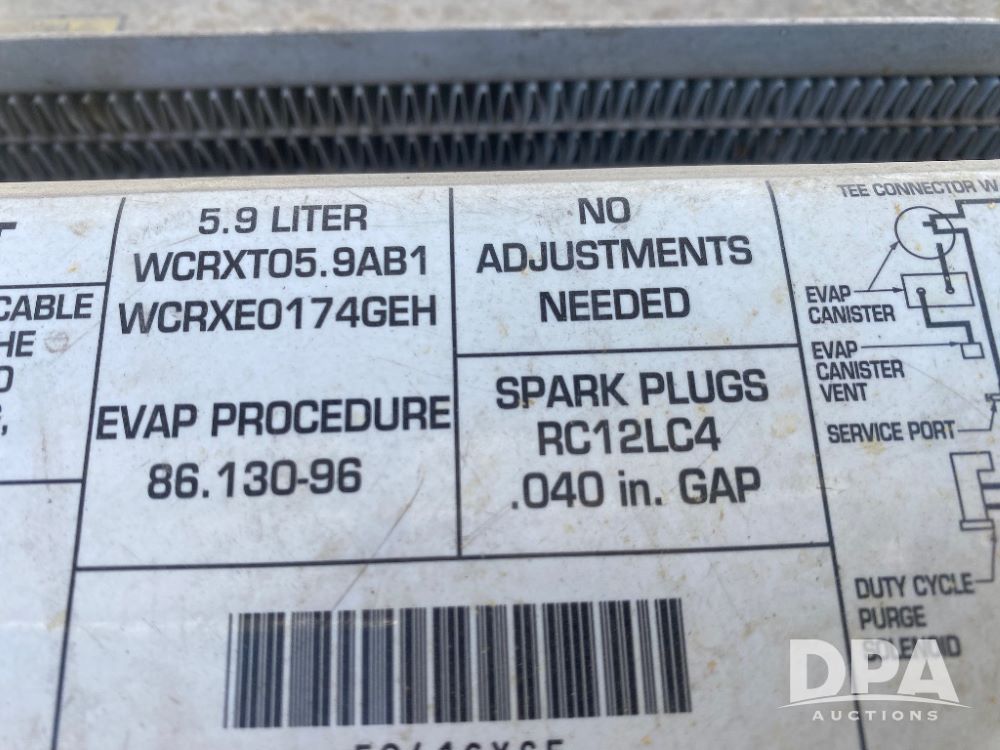 5.9 LITER
WCRXT05.9AB1
WCRXE0174GEH
EVAP PROCEDURE
86.130-96
NO
ADJUSTMENTS
NEEDED
SPARK PLUGS
RC12LC4
.040 in. GAP
CABLE
HE
TEE CONNECTOR W
EVAP
CANISTER
EVAP
CANISTER
VENT
SERVICE PORT
DUTY CYCLE
PURGE
SOLENOID
DPA
AUCTIONS